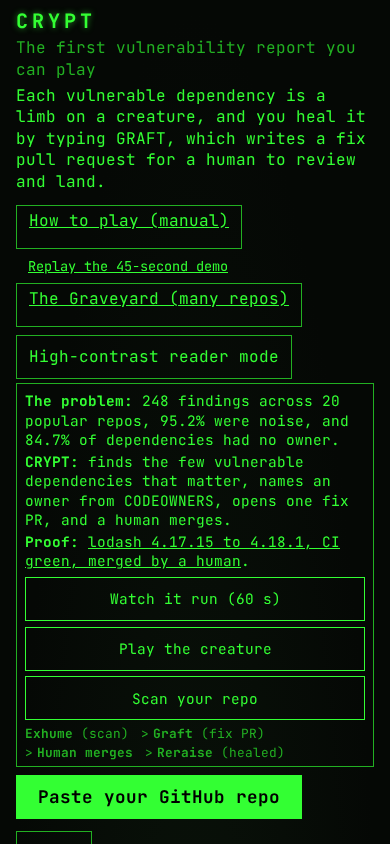 CRYPT
The first vulnerability report you
can play
Each vulnerable dependency is a
limb on a creature, and you heal it
by typing GRAFT, which writes a fix
pull request for a human to review
and land.
How to play (manual)
Replay the 45-second demo
The Graveyard (many repos)
High-contrast reader mode
The problem: 248 findings across 20
popular repos, 95.2% were noise, and
84.7% of dependencies had no owner.
CRYPT: finds the few vulnerable
dependencies that matter, names an
owner from CODEOWNERS, opens one fix
PR, and a human merges.
Proof: lodash 4.17.15 to 4.18.1, CI
green, merged by a human.
Watch it run (60 s)
Play the creature
Scan your repo
Exhume (scan) > Graft (fix PR)
> Human merges > Reraise (healed)
Paste your GitHub repo